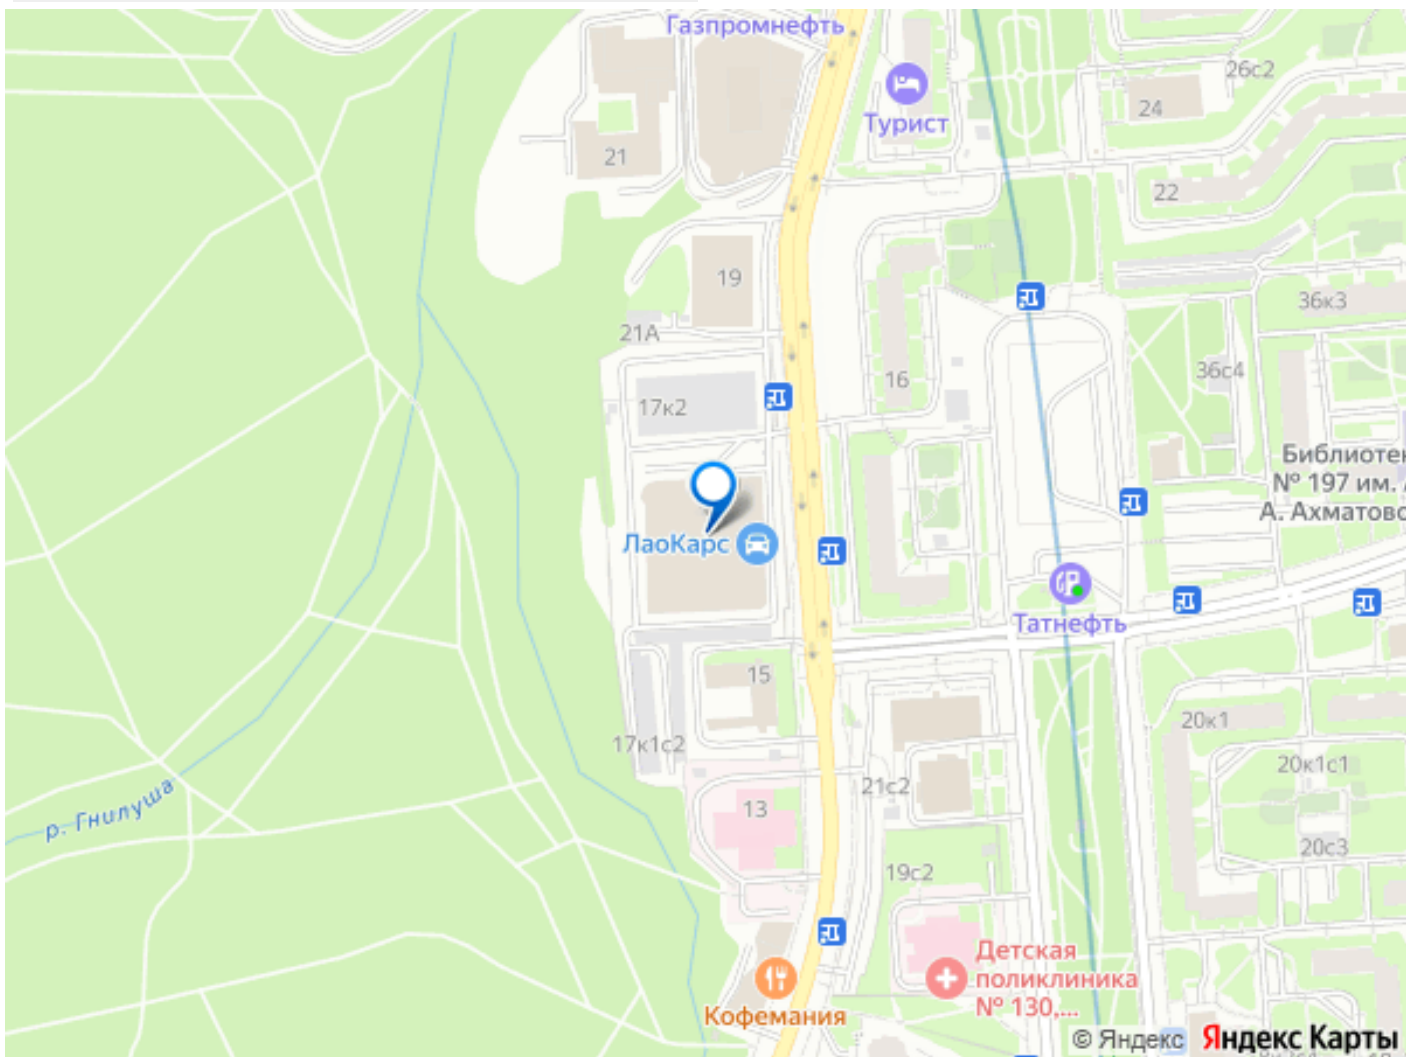 Газпромнефть
26с2
24
Турист
21
22
19
36к3
21А
36с4
16
17к2
Библиотек
№ 197 им.
А. Ахматово
ЛаоКарс
Татнефть
15
20к1
17к1с2
20к1с1
21с2
р. Гнилуша
13
20с3
19с2
Детская
поликлиника
№ 130,...
Кофемания
© Яндекс Яндекс Карты